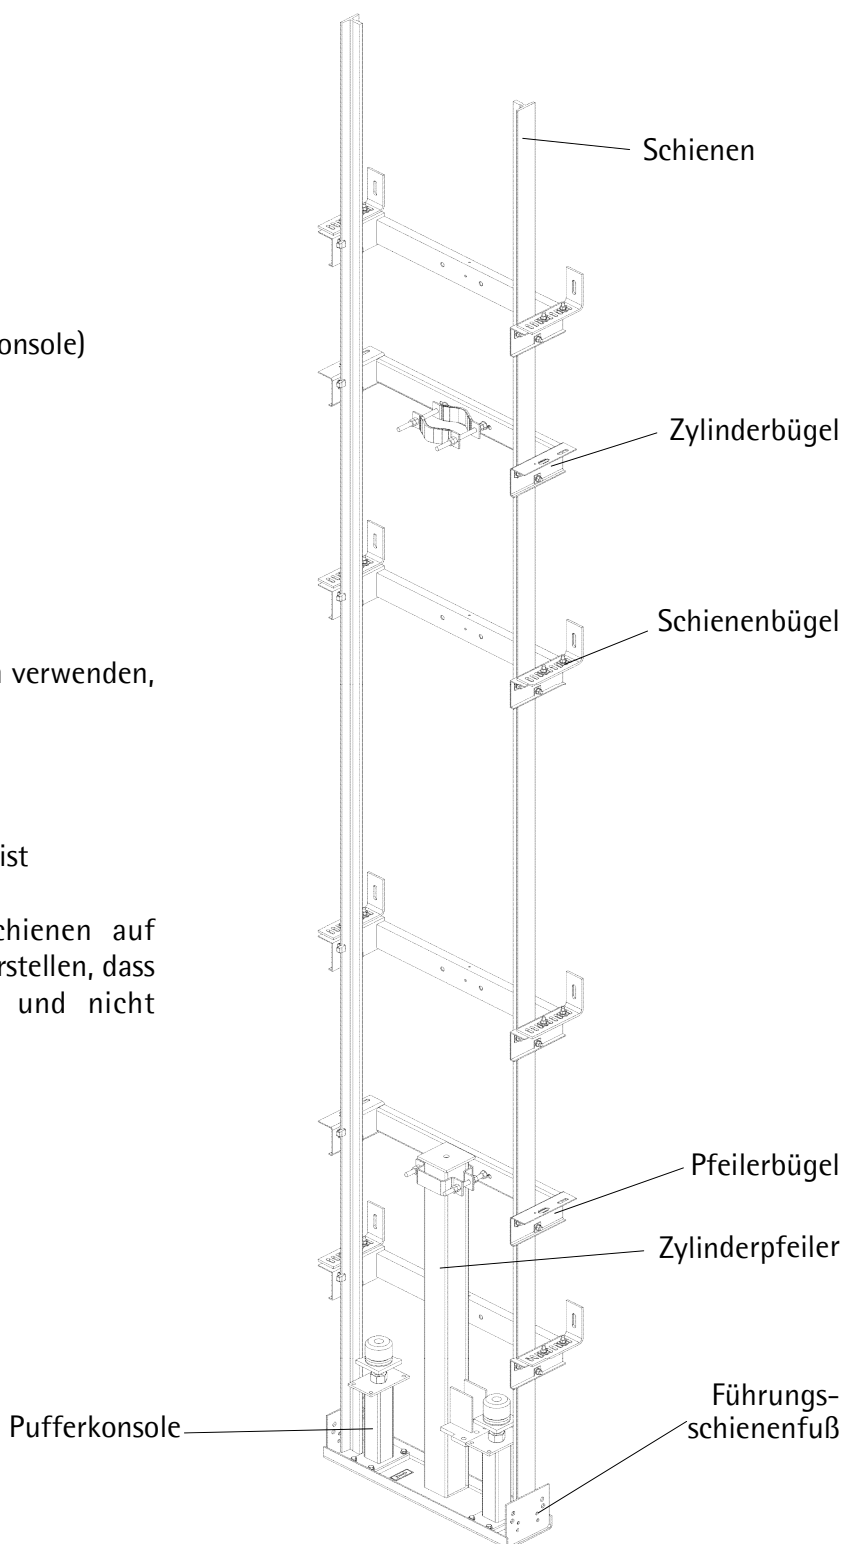 Schienen
onsole)
Zylinderbügel
Schienenbügel
verwenden,
ist
chienen auf
rstellen, dass
und nicht
Pfeilerbügel
Zylinderpfeiler
Führungs-
schienenfuß
Pufferkonsole